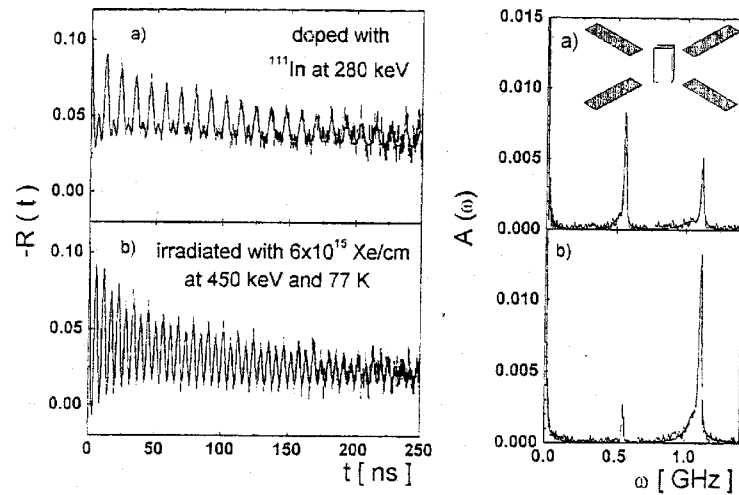 0.10
a)
doped with
¹¹¹In at 280 keV
0.05
0.00
-R(t)
0.10
b)
irradiated with 6x10¹⁵ Xe/cm
at 450 keV and 77 K
0.05
0.00
0 50 100 150 200 250
t [ns]
0.015
a)
0.010
0.005
0.000
A(ω)
b)
0.010
0.005
0.000
0.0 0.5 1.0
ω [GHz]